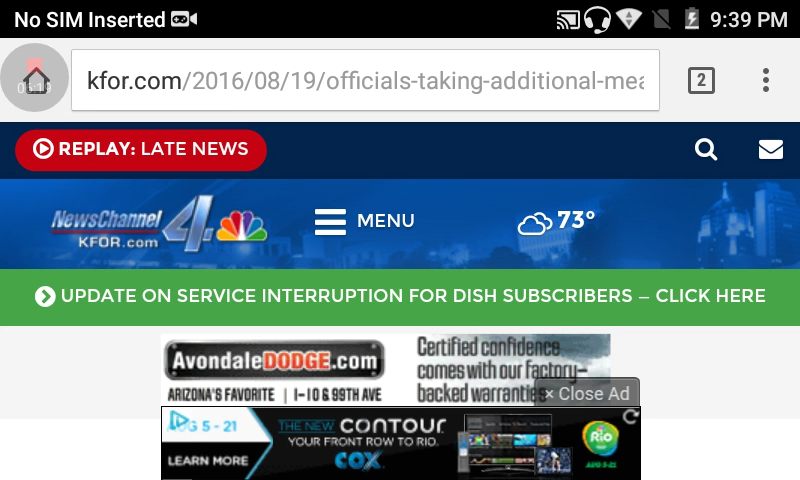 No SIM Inserted
9:39 PM
kfor.com/2016/08/19/officials-taking-additional-mea
2
REPLAY: LATE NEWS
NewsChannel 4
KFOR.com
MENU
73°
UPDATE ON SERVICE INTERRUPTION FOR DISH SUBSCRIBERS – CLICK HERE
AvondaleDODGE.com
ARIZONA'S FAVORITE | I-10 & 99TH AVE
Certified confidence
comes with our factory-
backed warranties
× Close Ad
5 - 21
LEARN MORE
THE NEW CONTOUR
YOUR FRONT ROW TO RIO.
COX
Rio
AUG 5-21